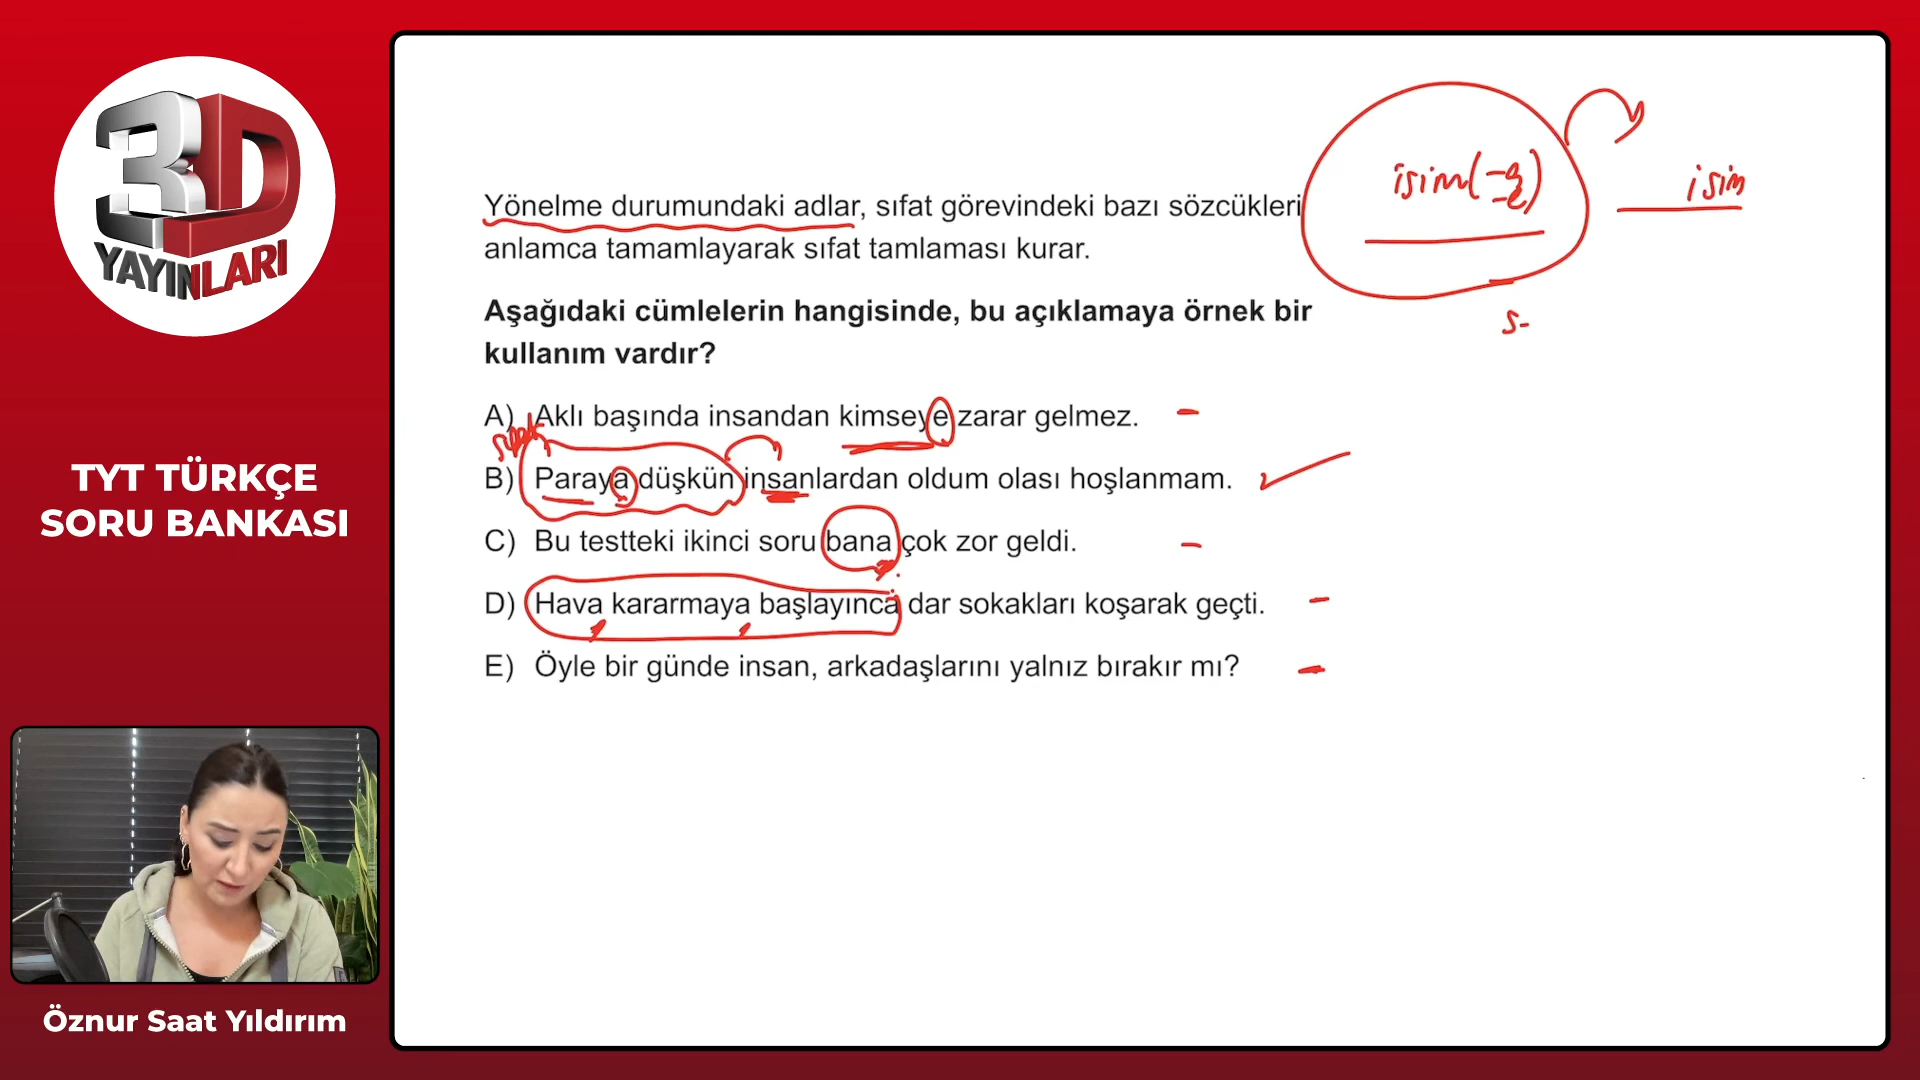 3D
YAYINLARI
TYT TÜRKÇE
SORU BANKASI
Öznur Saat Yıldırım
Yönelme durumundaki adlar, sıfat görevindeki bazı sözcükleri
anlamca tamamlayarak sıfat tamlaması kurar.
isim(-e) isim
s-
Aşağıdaki cümlelerin hangisinde, bu açıklamaya örnek bir
kullanım vardır?
A) Aklı başında insandan kimseye zarar gelmez.
B) Paraya düşkün insanlardan oldum olası hoşlanmam.
C) Bu testteki ikinci soru bana çok zor geldi.
D) Hava kararmaya başlayınca dar sokakları koşarak geçti.
E) Öyle bir günde insan, arkadaşlarını yalnız bırakır mı?